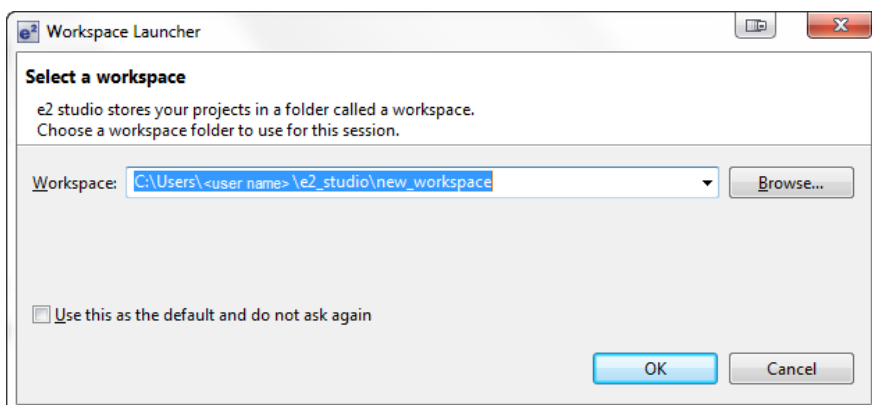 e² Workspace Launcher
Select a workspace
e2 studio stores your projects in a folder called a workspace.
Choose a workspace folder to use for this session.
Workspace: C:\Users\<user name>\e2_studio\new_workspace Browse...
Use this as the default and do not ask again
OK Cancel